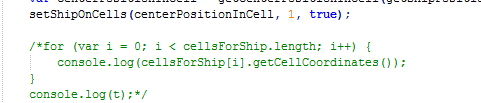 setShipOnCells(centerPositionInCell, 1, true);
/*for (var i = 0; i < cellsForShip.length; i++) {
console.log(cellsForShip[i].getCellCoordinates());
}
console.log(t);*/